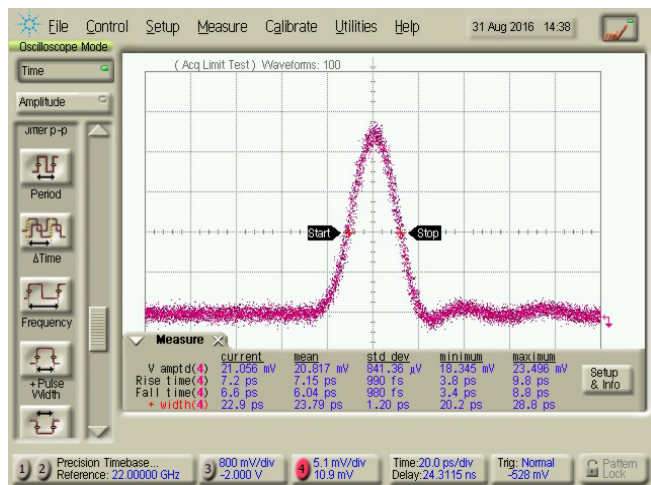 File Control Setup Measure Calibrate Utilities Help 31 Aug 2016 14:38
Oscilloscope Mode
Time
( Acq Limit Test ) Waveforms: 100
Amplitude
Jitter p-p
Period
ΔTime
Start Stop
Frequency
Measure
current mean std dev minimum maximum
V amptd(4) 21.056 mV 20.817 mV 841.36 µV 18.345 mV 23.496 mV
Rise time(4) 7.2 ps 7.15 ps 990 fs 3.8 ps 9.8 ps
Fall time(4) 6.6 ps 6.04 ps 980 fs 3.4 ps 8.8 ps
+ width(4) 22.9 ps 23.79 ps 1.20 ps 20.2 ps 28.8 ps
Setup
& Info
+ Pulse
Width
1 2 Precision Timebase...
Reference: 22.00000 GHz
3 800 mV/div
-2.000 V
4 5.1 mV/div
10.9 mV
Time:20.0 ps/div
Delay:24.3115 ns
Trig: Normal
-528 mV
Pattern
Lock